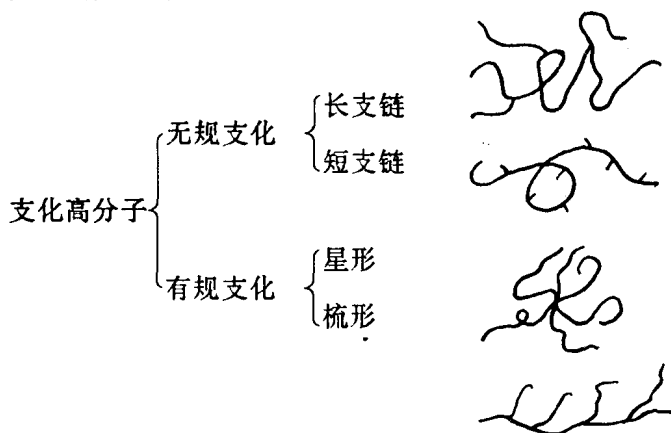 长支链
无规支化
短支链
支化高分子
星形
有规支化
梳形